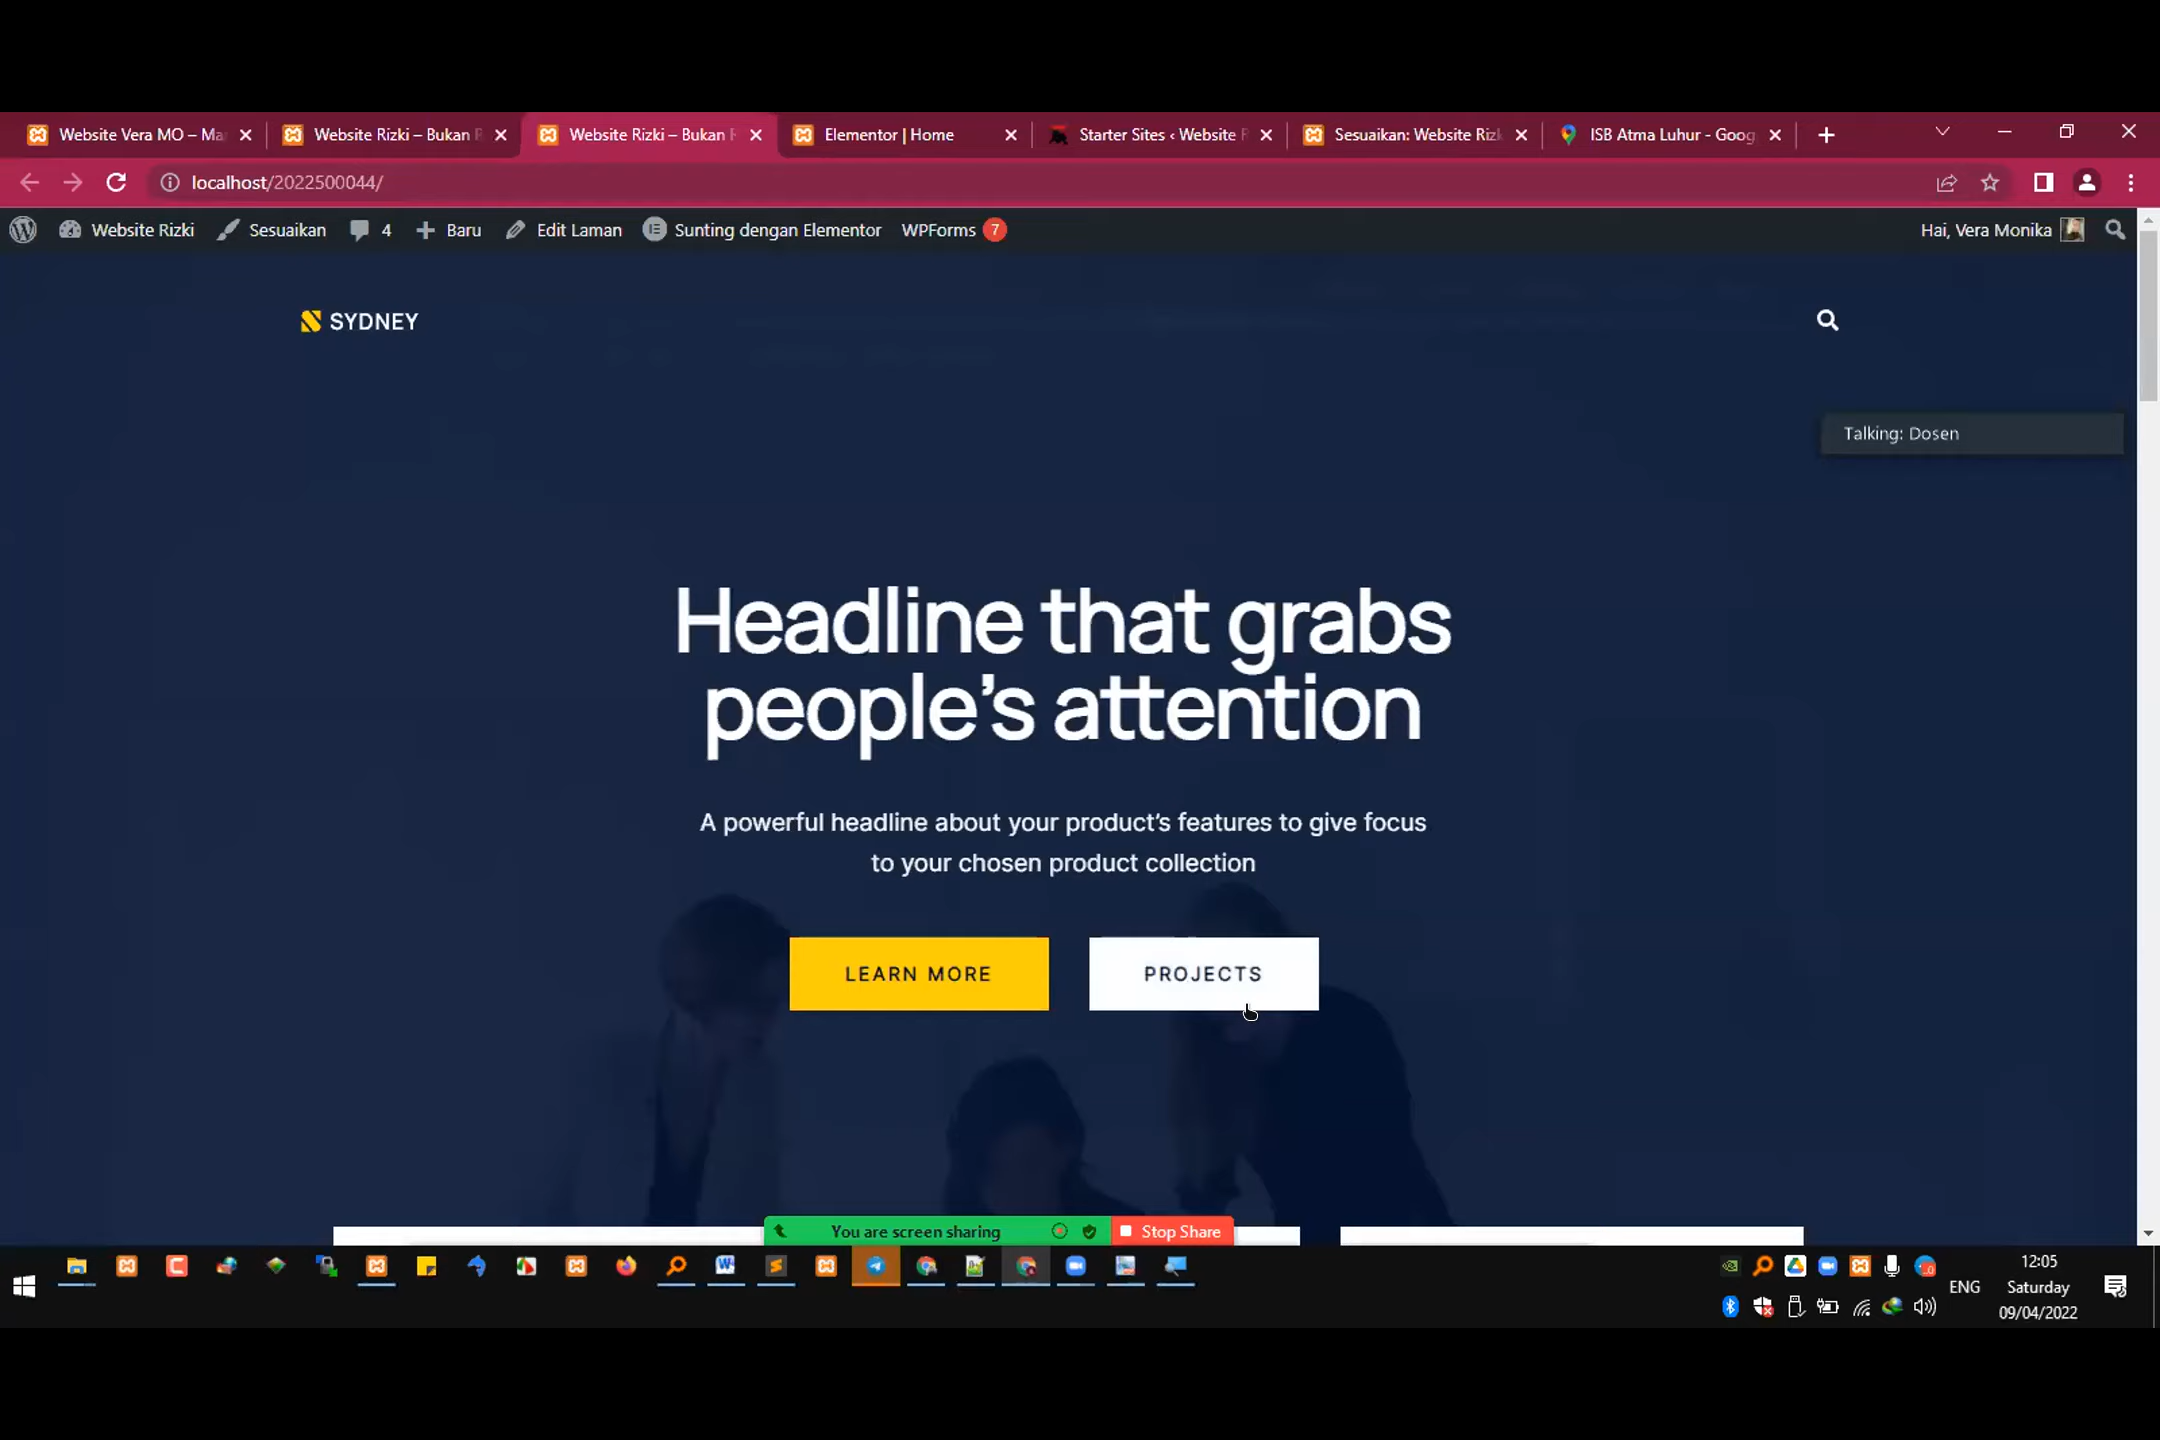 Website Vera MO – Ma
Website Rizki – Bukan
Website Rizki – Bukan
Elementor | Home
Starter Sites ‹ Website
Sesuaikan: Website Riz
ISB Atma Luhur - Goog
localhost/2022500044/
Website Rizki
Sesuaikan
4
Baru
Edit Laman
Sunting dengan Elementor
WPForms 7
Hai, Vera Monika
SYDNEY
Talking: Dosen
Headline that grabs
people’s attention
A powerful headline about your product’s features to give focus
to your chosen product collection
LEARN MORE
PROJECTS
You are screen sharing
Stop Share
12:05
ENG
Saturday
09/04/2022